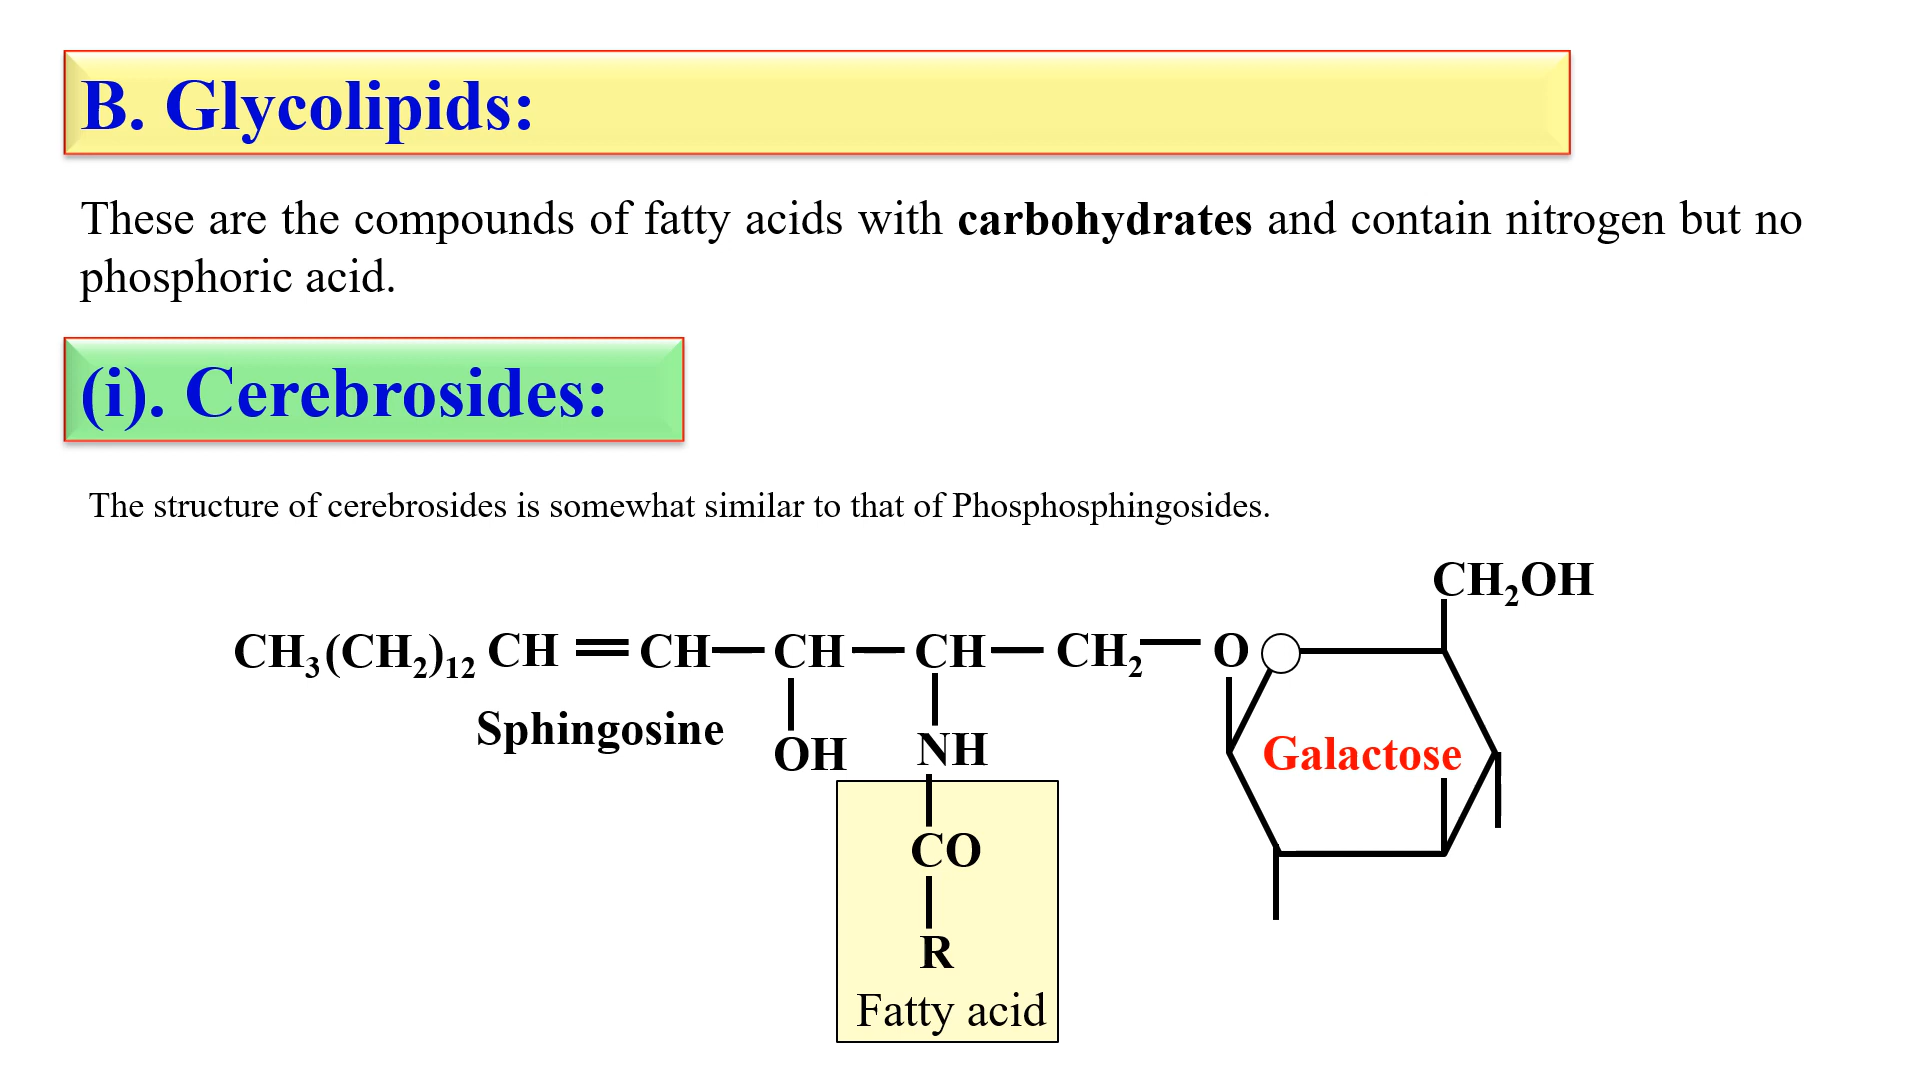 B. Glycolipids:
These are the compounds of fatty acids with carbohydrates and contain nitrogen but no
phosphoric acid.
(i). Cerebrosides:
The structure of cerebrosides is somewhat similar to that of Phosphosphingosides.
CH₂OH
CH₃(CH₂)₁₂ CH = CH — CH — CH — CH₂ — O
Sphingosine
OH
NH
Galactose
CO
R
Fatty acid